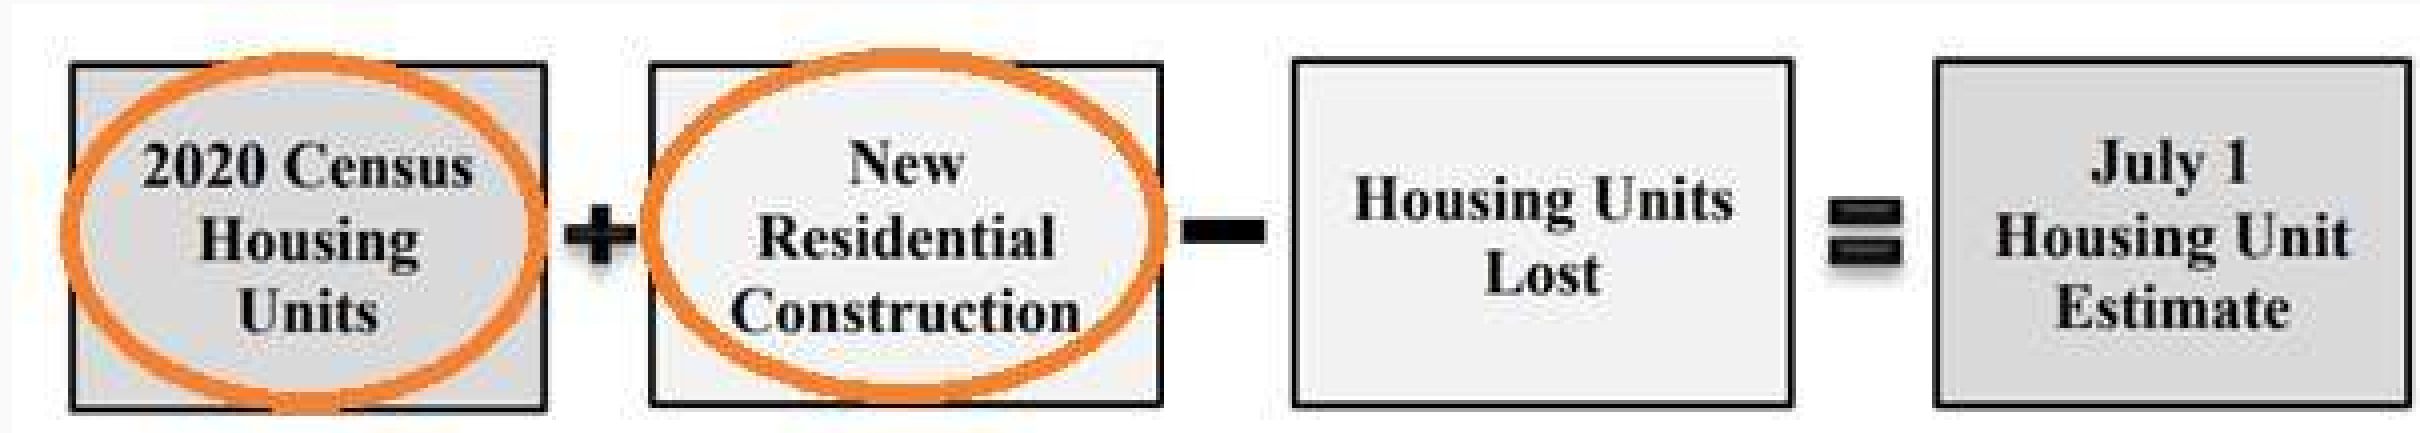 2020 Census
Housing
Units
+
New
Residential
Construction
−
Housing Units
Lost
=
July 1
Housing Unit
Estimate